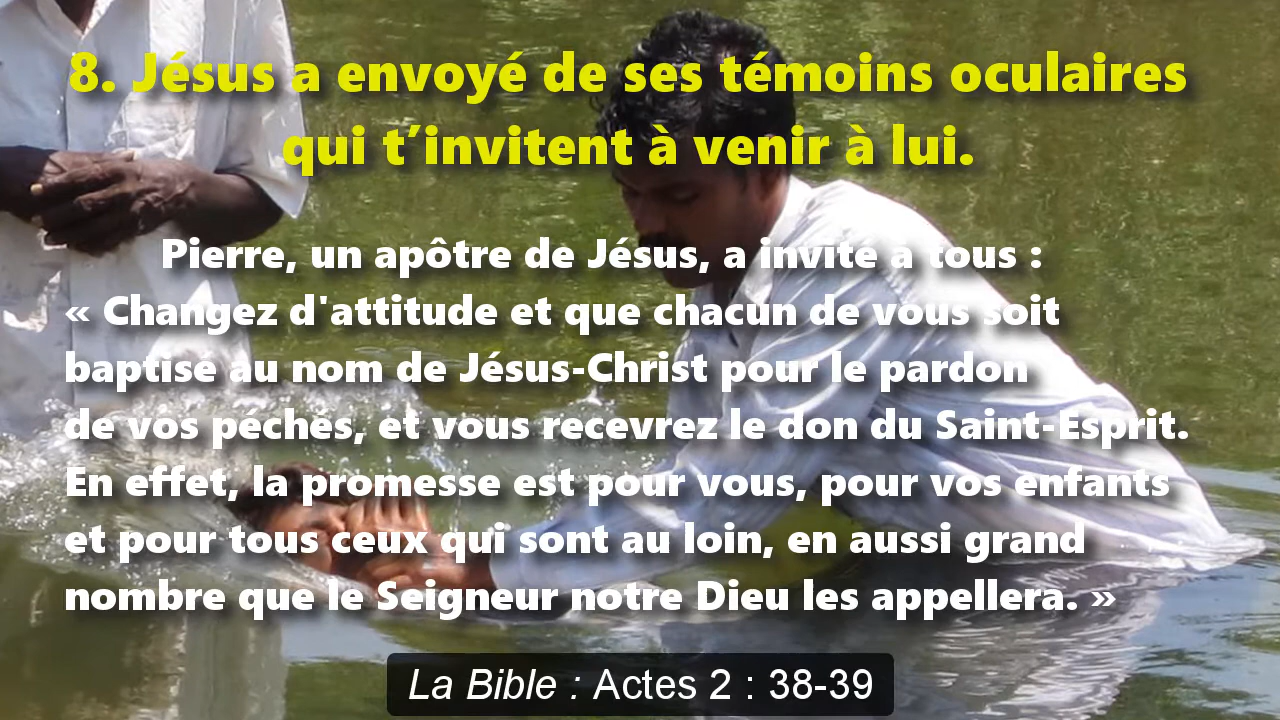 8. Jésus a envoyé de ses témoins oculaires
qui t’invitent à venir à lui.
Pierre, un apôtre de Jésus, a invité à tous :
« Changez d'attitude et que chacun de vous soit
baptisé au nom de Jésus-Christ pour le pardon
de vos péchés, et vous recevrez le don du Saint-Esprit.
En effet, la promesse est pour vous, pour vos enfants
et pour tous ceux qui sont au loin, en aussi grand
nombre que le Seigneur notre Dieu les appellera. »
La Bible : Actes 2 : 38-39